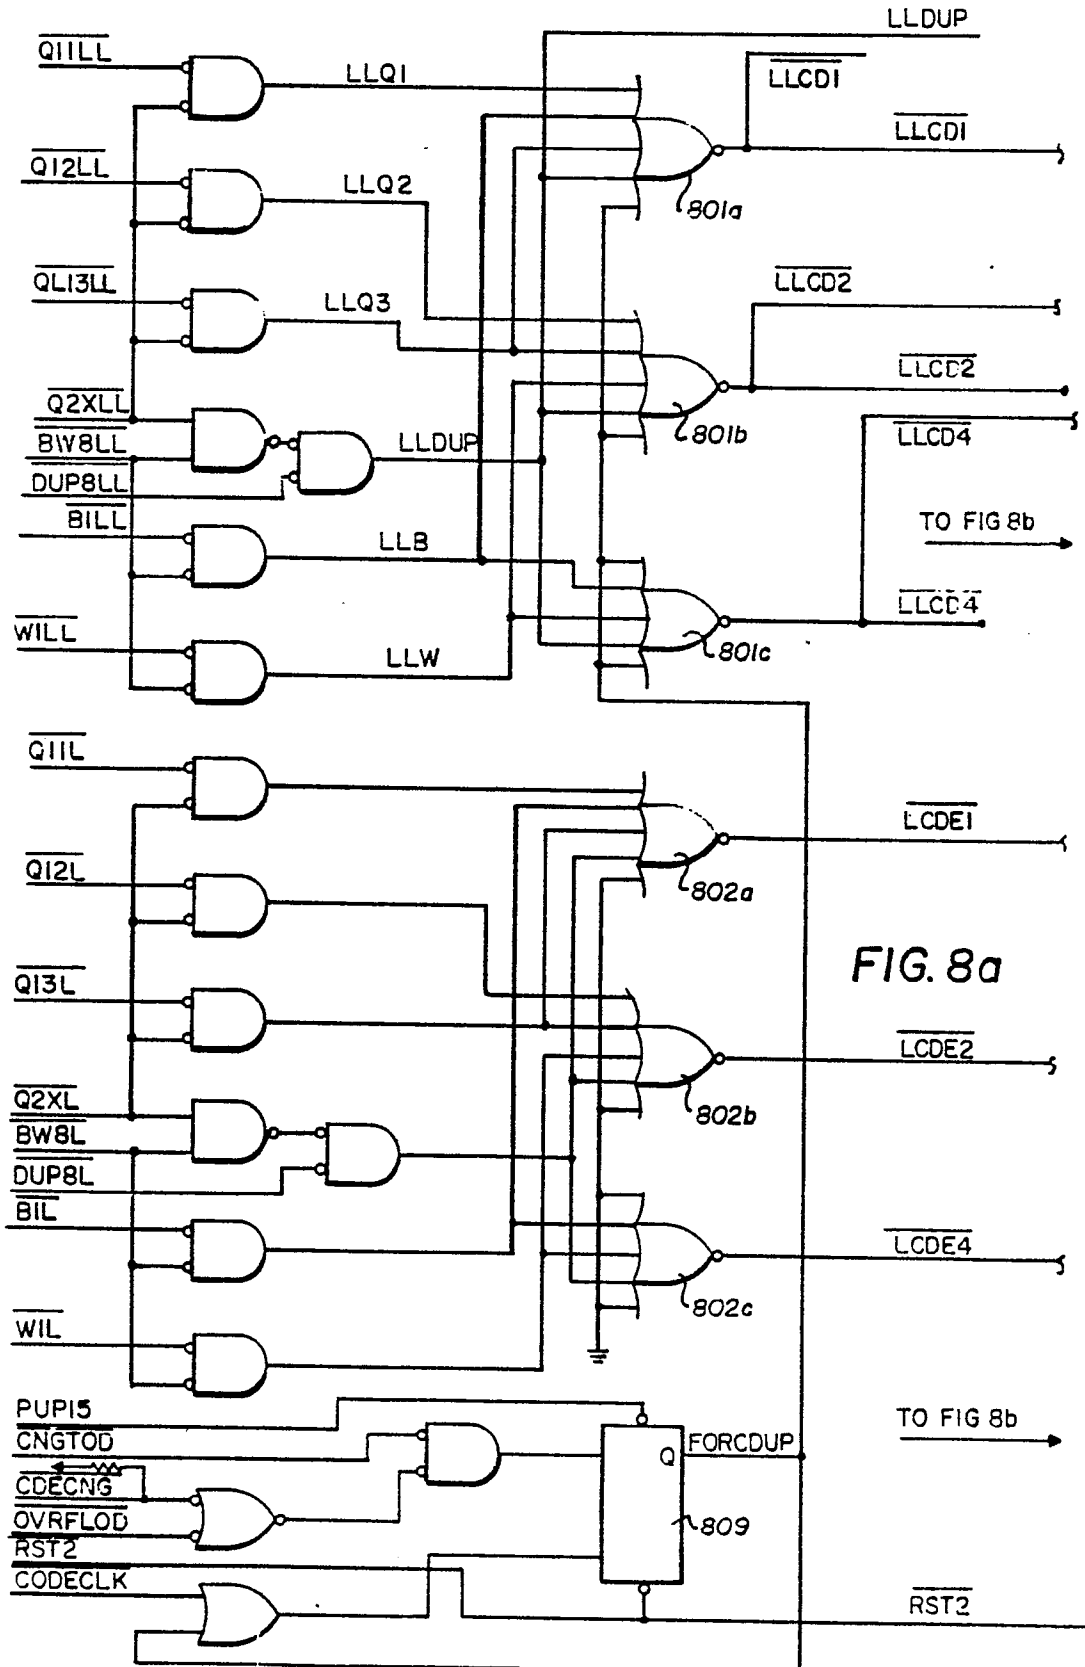 LLDUP
Q11LL
LLQ1
LLCD1
LLCD1
801a
Q12LL
LLQ2
QL13LL
LLQ3
LLCD2
LLCD2
801b
Q2XLL
BW8LL
DUP8LL
LLDUP
LLCD4
TO FIG 8b
B1LL
LLB
LLCD4
801c
W1LL
LLW
Q11L
LCDE1
802a
Q12L
FIG. 8a
Q13L
LCDE2
802b
Q2XL
BW8L
DUP8L
B1L
LCDE4
802c
W1L
PUP15
CNGTOD
TO FIG 8b
Q
FORCDUP
CDECNG
OVRFLOD
809
RST2
CODECLK
RST2